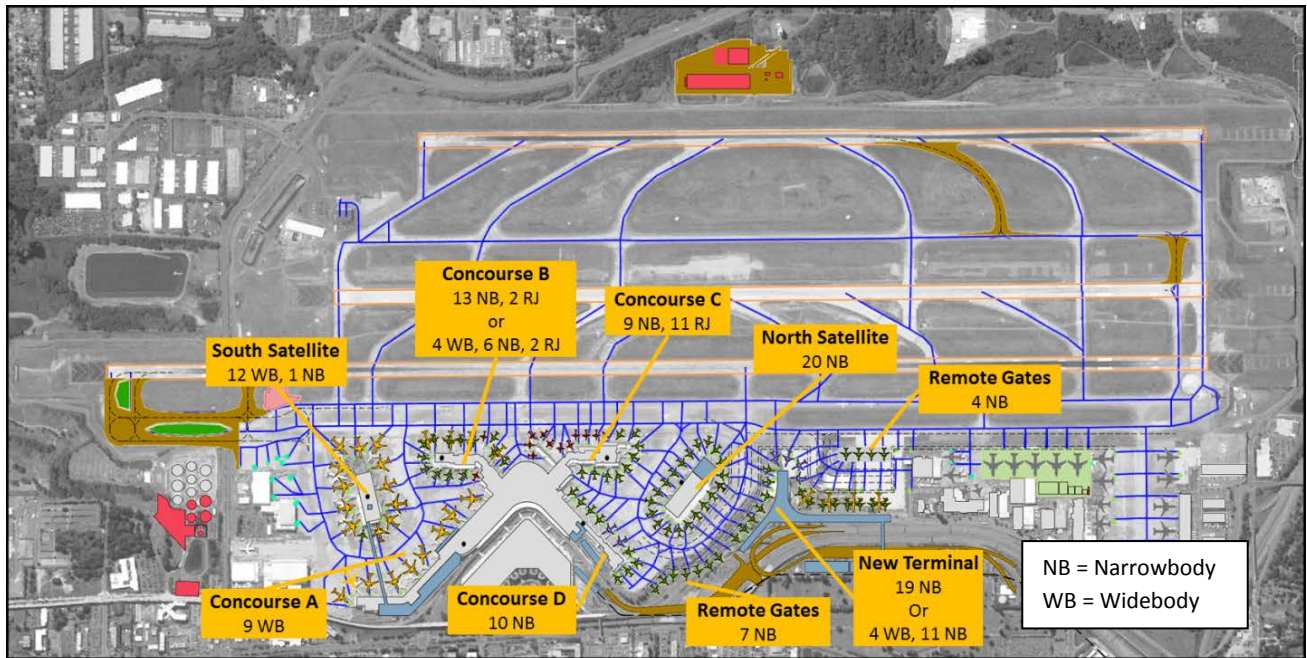 Concourse B
13 NB, 2 RJ
or
4 WB, 6 NB, 2 RJ
Concourse C
9 NB, 11 RJ
North Satellite
20 NB
South Satellite
12 WB, 1 NB
Remote Gates
4 NB
Concourse A
9 WB
Concourse D
10 NB
Remote Gates
7 NB
New Terminal
19 NB
Or
4 WB, 11 NB
NB = Narrowbody
WB = Widebody